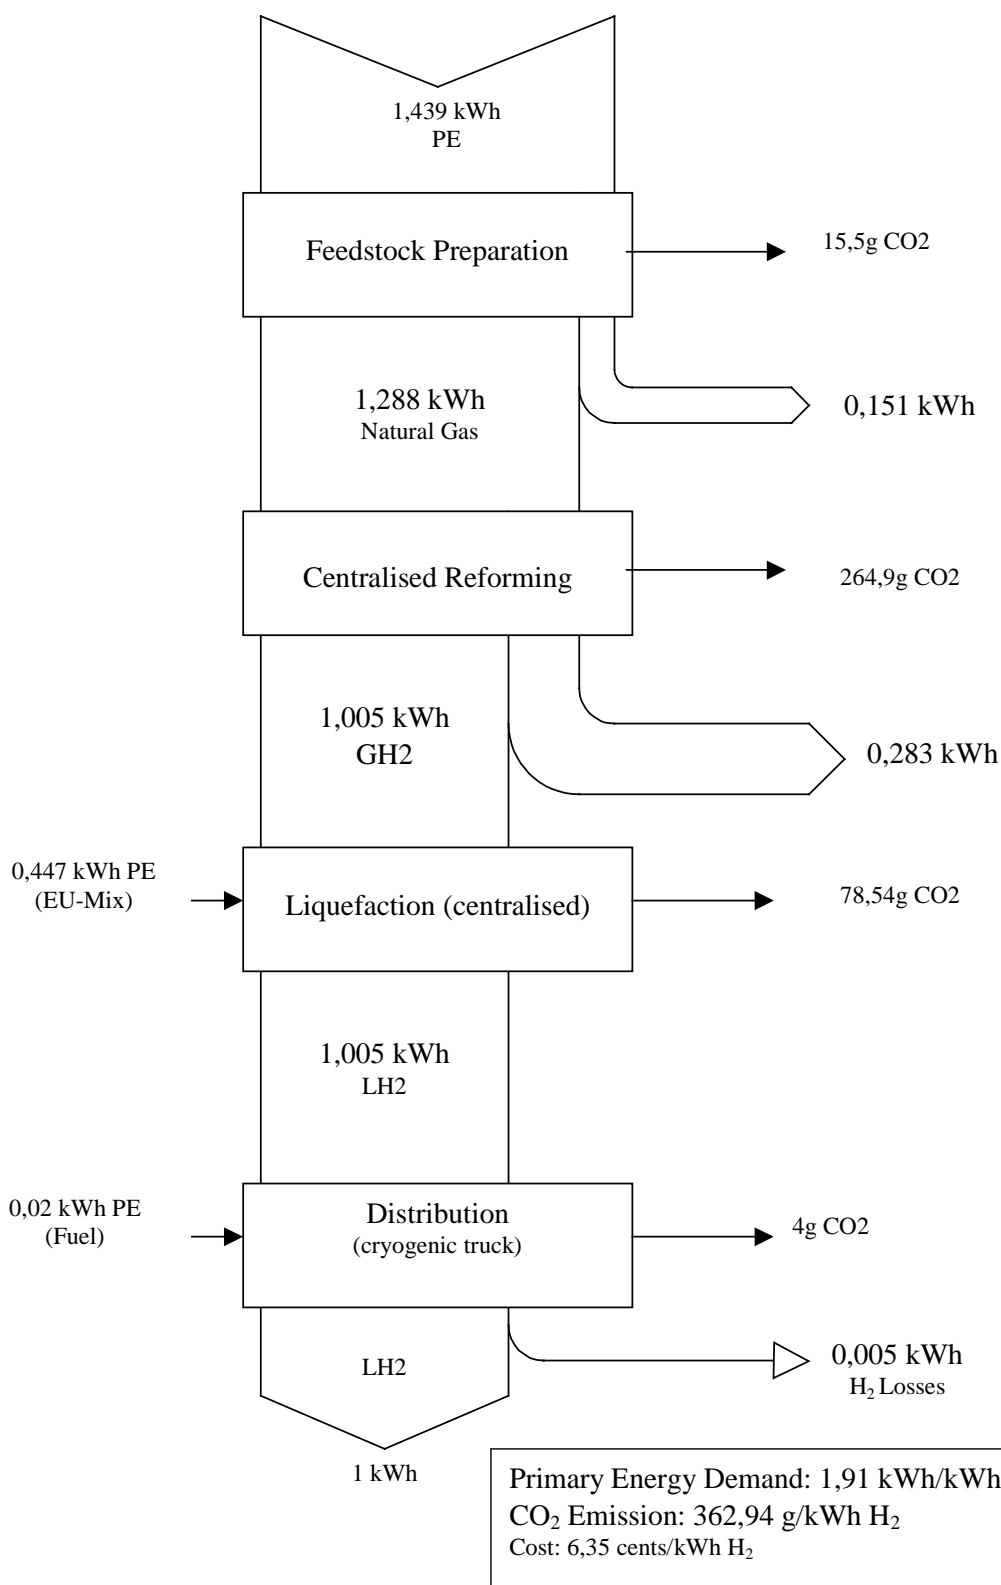 1,439 kWh
PE
Feedstock Preparation
15,5g CO2
1,288 kWh
Natural Gas
0,151 kWh
Centralised Reforming
264,9g CO2
1,005 kWh
GH2
0,283 kWh
0,447 kWh PE
(EU-Mix)
Liquefaction (centralised)
78,54g CO2
1,005 kWh
LH2
0,02 kWh PE
(Fuel)
Distribution
(cryogenic truck)
4g CO2
LH2
0,005 kWh
H₂ Losses
1 kWh
Primary Energy Demand: 1,91 kWh/kWh
CO₂ Emission: 362,94 g/kWh H₂
Cost: 6,35 cents/kWh H₂